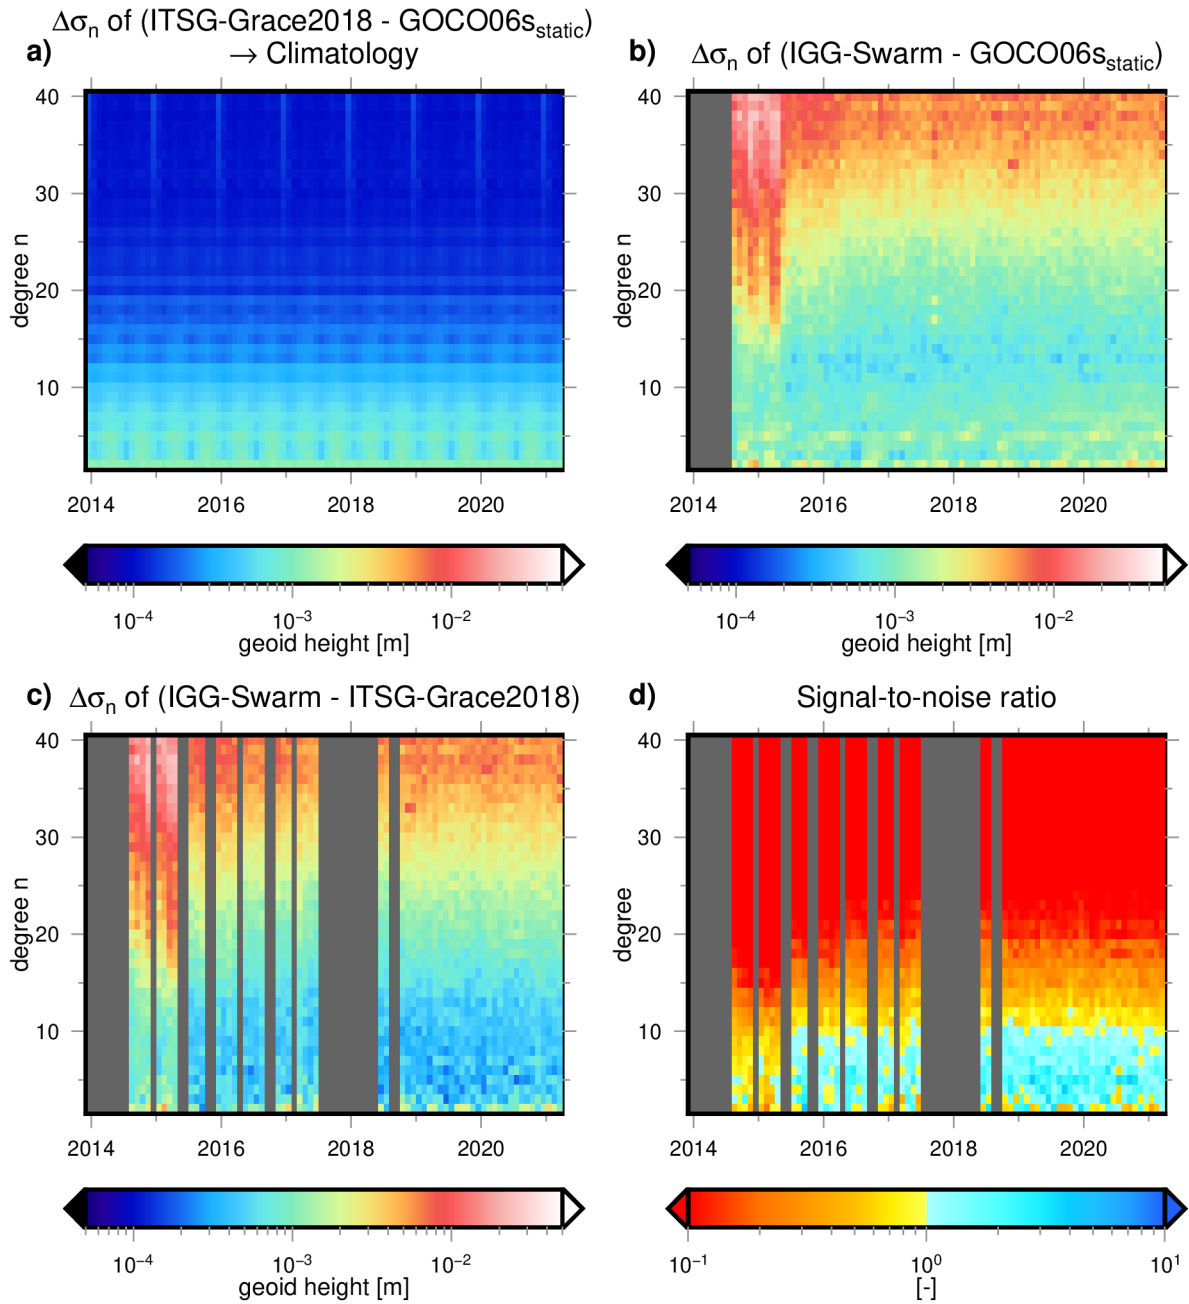 Δσn of (ITSG-Grace2018 - GOCO06sstatic)
a) → Climatology
40
30
20
10
degree n
2014 2016 2018 2020
10−4 10−3 10−2
geoid height [m]
b) Δσn of (IGG-Swarm - GOCO06sstatic)
40
30
20
10
degree n
2014 2016 2018 2020
10−4 10−3 10−2
geoid height [m]
c) Δσn of (IGG-Swarm - ITSG-Grace2018)
40
30
20
10
degree n
2014 2016 2018 2020
10−4 10−3 10−2
geoid height [m]
d) Signal-to-noise ratio
40
30
20
10
degree
2014 2016 2018 2020
10−1 100 101
[-]